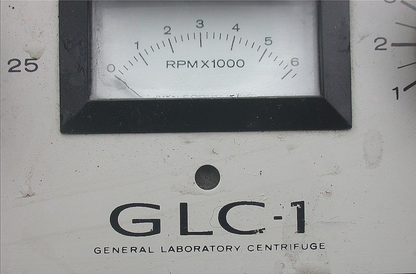 0 1 2 3 4 5 6
RPM X 1000
25
2
1
GLC-1
GENERAL LABORATORY CENTRIFUGE